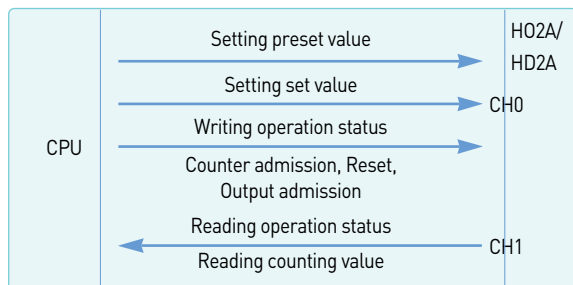 Setting preset value
HO2A/
HD2A
Setting set value
CH0
Writing operation status
CPU
Counter admission, Reset,
Output admission
Reading operation status
CH1
Reading counting value